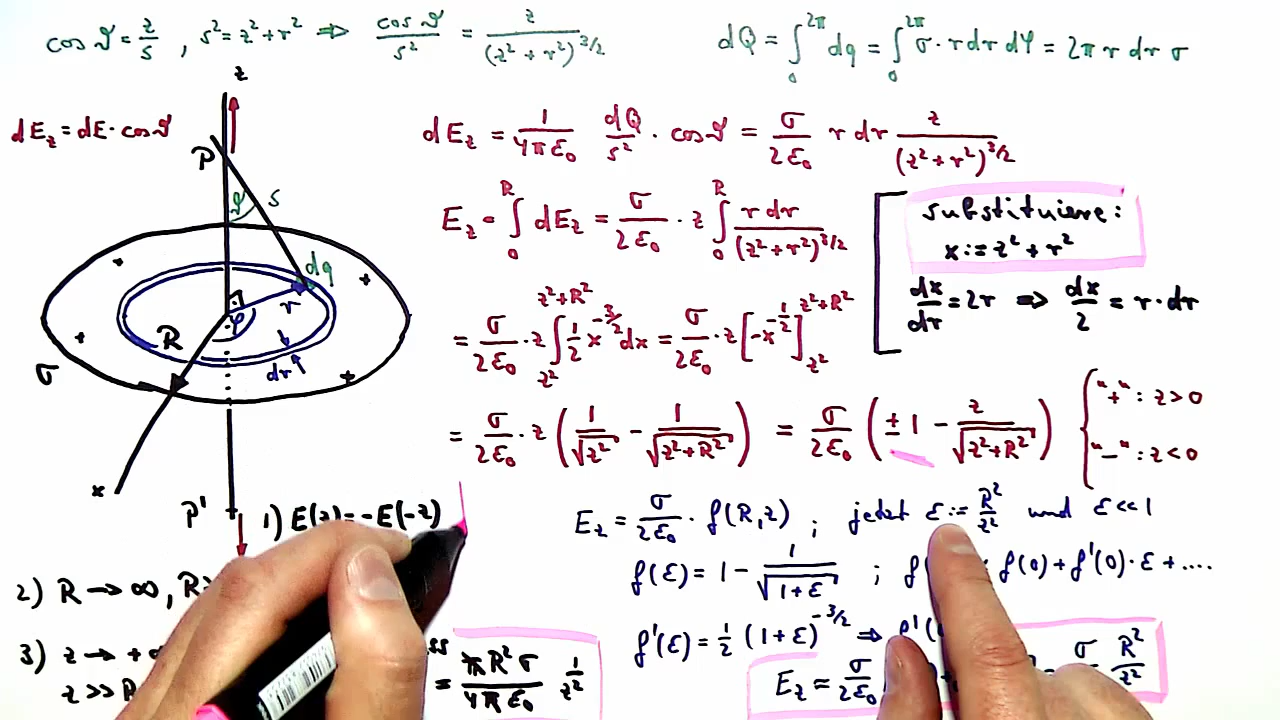 cos ϑ = z/s , s² = z² + r² ⇒ cos ϑ/s² = z/(z² + r²)^3/2
dQ = ∫₀^2π dq = ∫₀^2π σ · r dr dφ = 2π r dr σ
z
dE_z = dE · cos ϑ
dE_z = 1/(4πε₀) dQ/s² · cos ϑ = σ/(2ε₀) r dr z/(z² + r²)^3/2
P
ϑ
s
E_z = ∫₀^R dE_z = σ/(2ε₀) · z ∫₀^R r dr/(z² + r²)^3/2
substituiere:
x := z² + r²
dx/dr = 2r ⇒ dx/2 = r · dr
dq
r
φ
R
dr
σ
= σ/(2ε₀) · z ∫_z²^z²+R² 1/2 x^-3/2 dx = σ/(2ε₀) · z [-x^-1/2]_z²^z²+R²
= σ/(2ε₀) · z (1/√z² - 1/√(z²+R²)) = σ/(2ε₀) (±1 - z/√(z²+R²))
"+" : z > 0
"–" : z < 0
x
P'
1) E(z) = -E(-z)
E_z = σ/(2ε₀) · f(R,z) ; jetzt ε := R²/z² und ε << 1
f(ε) = 1 - 1/√(1+ε) ; f f(0) + f'(0) · ε + ....
2) R → ∞, R
f'(ε) = 1/2 (1+ε)^-3/2 ⇒ f'(
3) z → +∞
z >> R
ss
= πR²σ/(4πε₀) 1/z²
E_z ≈ σ/(2ε₀) σ R²/z²